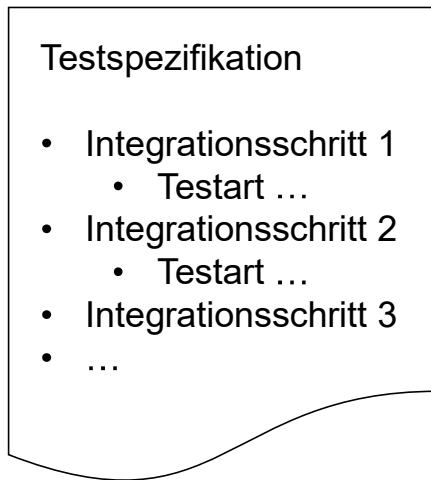 Testspezifikation
• Integrationsschritt 1
• Testart …
• Integrationsschritt 2
• Testart …
• Integrationsschritt 3
• …